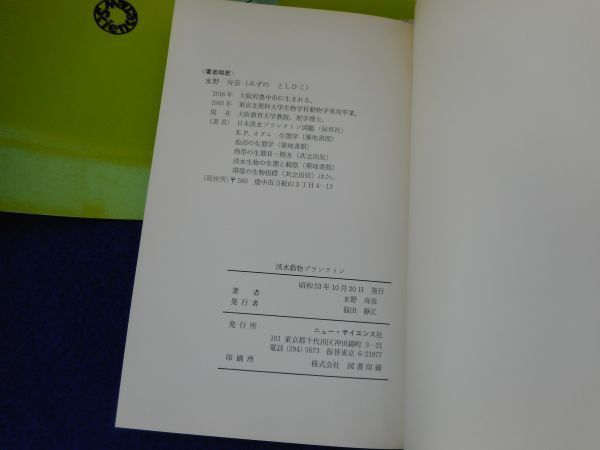 〈著者略歴〉
水野 寿彦(みずの としひこ)
1918年 大阪府豊中市に生まれる。
1945年 東京文理科大学生物学科動物学専攻卒業。
現在 大阪教育大学教授,理学博士。
(著書) 日本淡水プランクトン図鑑(保育社)
E.P.オダム 生態学(築地書館)
池沼の生態学(築地書館)
熱帯の生態Ⅱ―陸水(共立出版)
淡水生物の生態と観察(築地書館)
環境の生物指標(共立出版)ほか。
(現住所)〒560 豊中市刀根山3丁目4—13
淡水動物プランクトン
昭和53年10月20日 発行
著者 水野 寿彦
発行者 福田 静江
発行所 ニュー・サイエンス社
101 東京都千代田区神田錦町 3—21
電話(294)5673 振替東京 6-21977
印刷所 株式会社 図書印刷